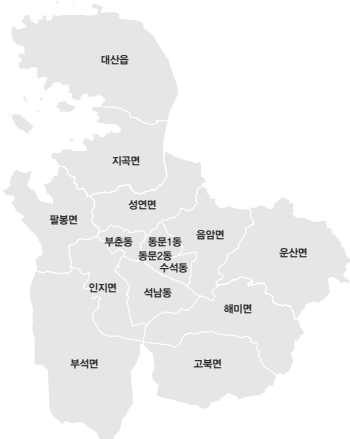 대산읍
지곡면
성연면
팔봉면
음암면
부춘동
동문1동
운산면
동문2동
수석동
인지면
석남동
해미면
부석면
고북면